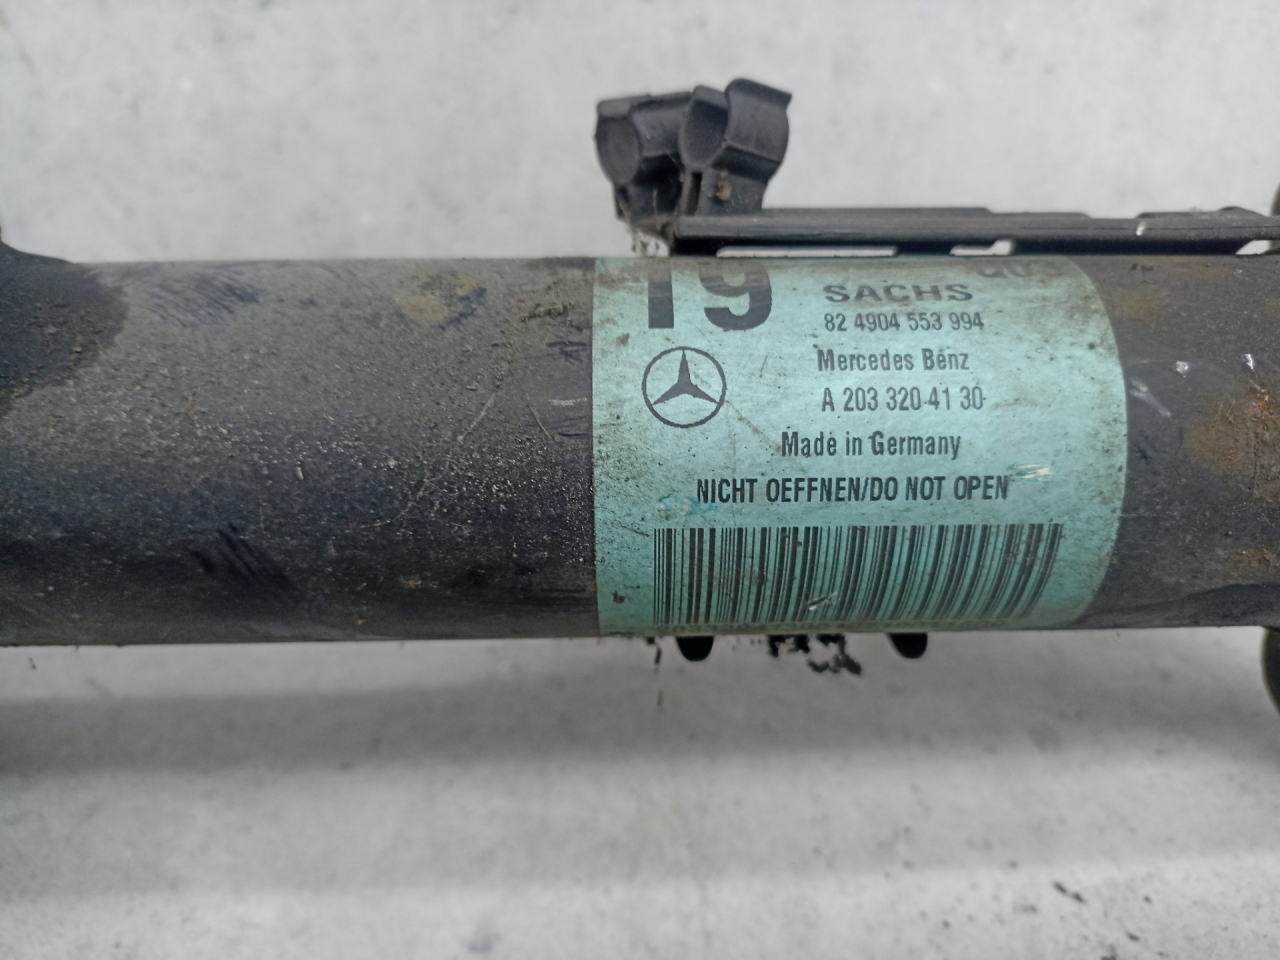 19
SACHS
82 4904 553 994
Mercedes Benz
A 203 320 41 30
Made in Germany
NICHT OEFFNEN/DO NOT OPEN